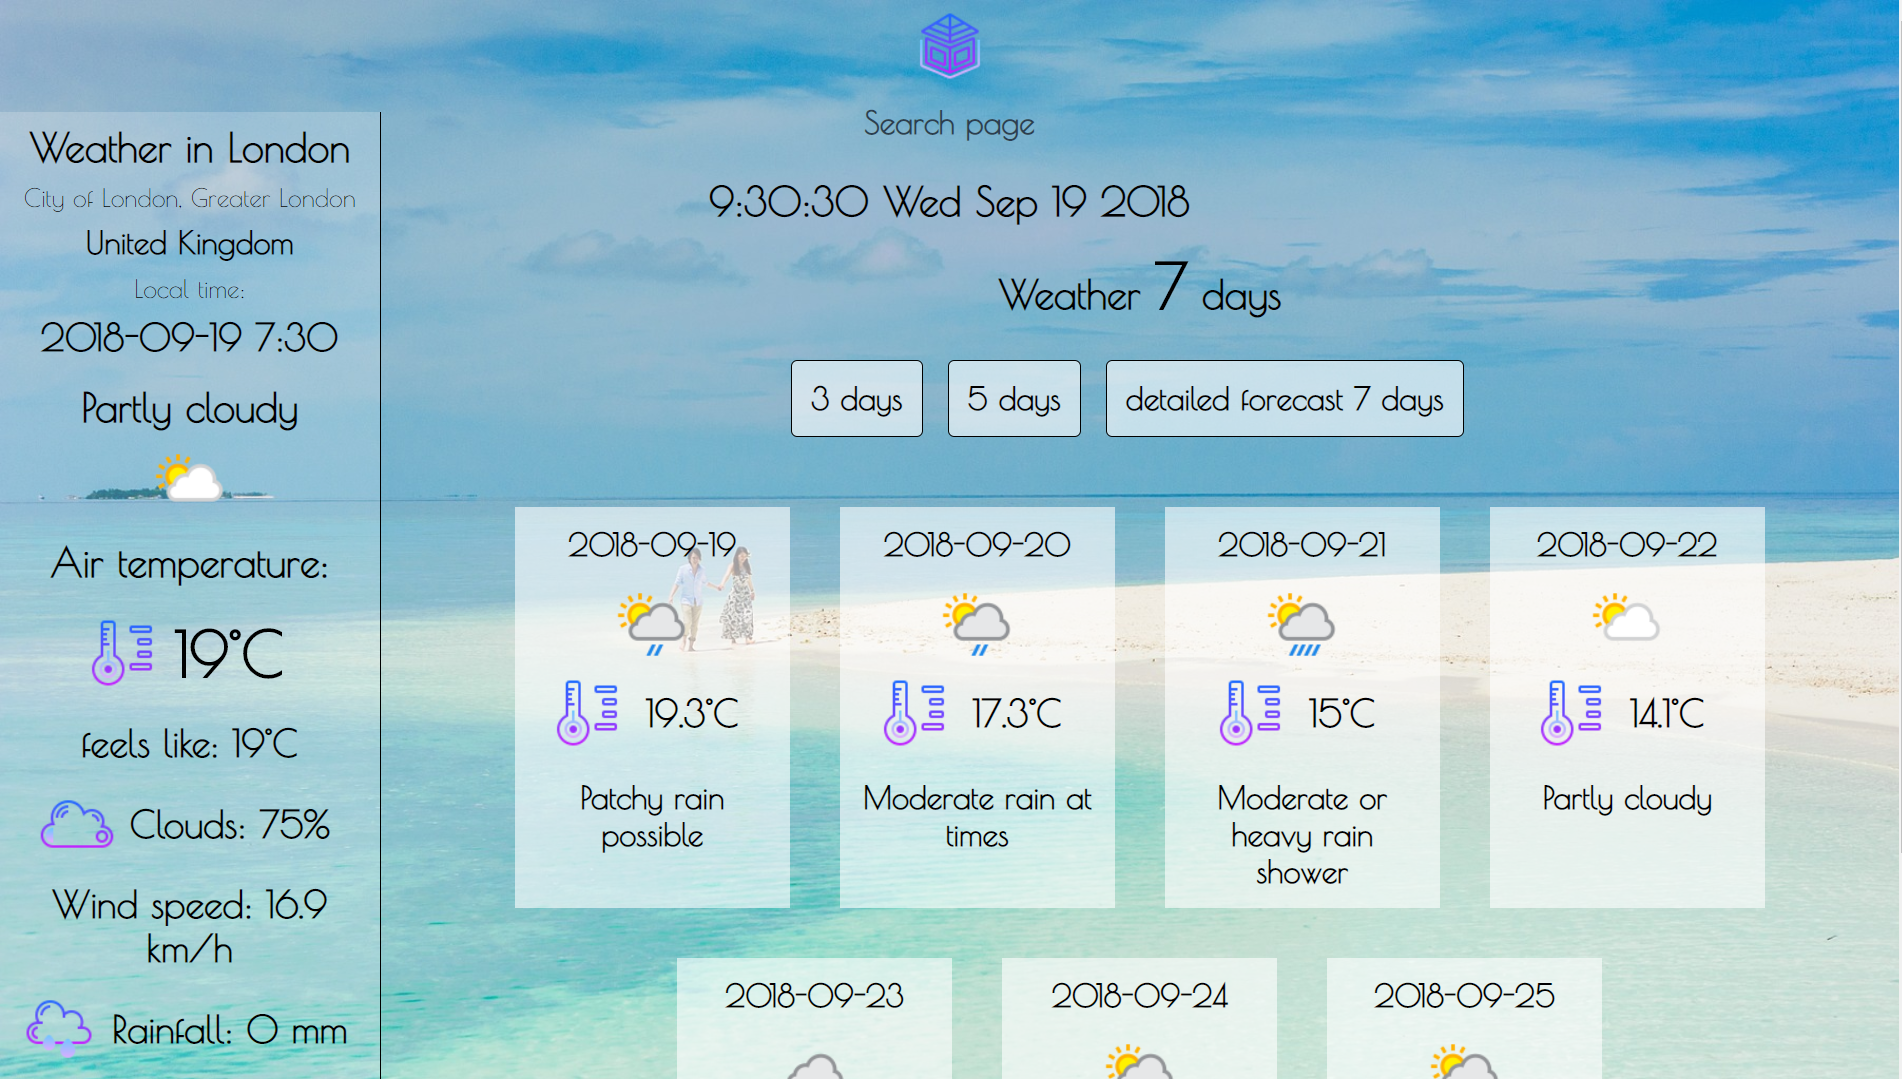 Search page
9:30:30 Wed Sep 19 2018
Weather in London
City of London, Greater London
United Kingdom
Local time:
2018-09-19 7:30
Partly cloudy
Air temperature:
19°C
feels like: 19°C
Clouds: 75%
Wind speed: 16.9
km/h
Rainfall: 0 mm
Weather 7 days
3 days
5 days
detailed forecast 7 days
2018-09-19
19.3°C
Patchy rain
possible
2018-09-20
17.3°C
Moderate rain at
times
2018-09-21
15°C
Moderate or
heavy rain
shower
2018-09-22
14.1°C
Partly cloudy
2018-09-23
2018-09-24
2018-09-25